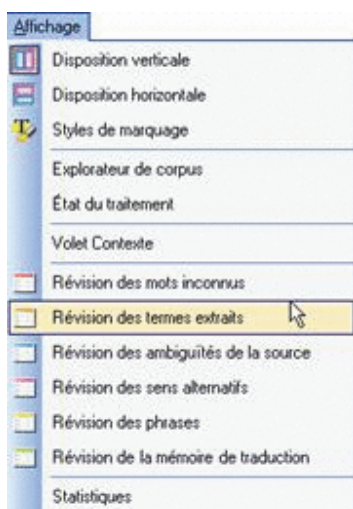 Affichage
Disposition verticale
Disposition horizontale
Styles de marquage
Explorateur de corpus
État du traitement
Volet Contexte
Révision des mots inconnus
Révision des termes extraits
Révision des ambiguïtés de la source
Révision des sens alternatifs
Révision des phrases
Révision de la mémoire de traduction
Statistiques